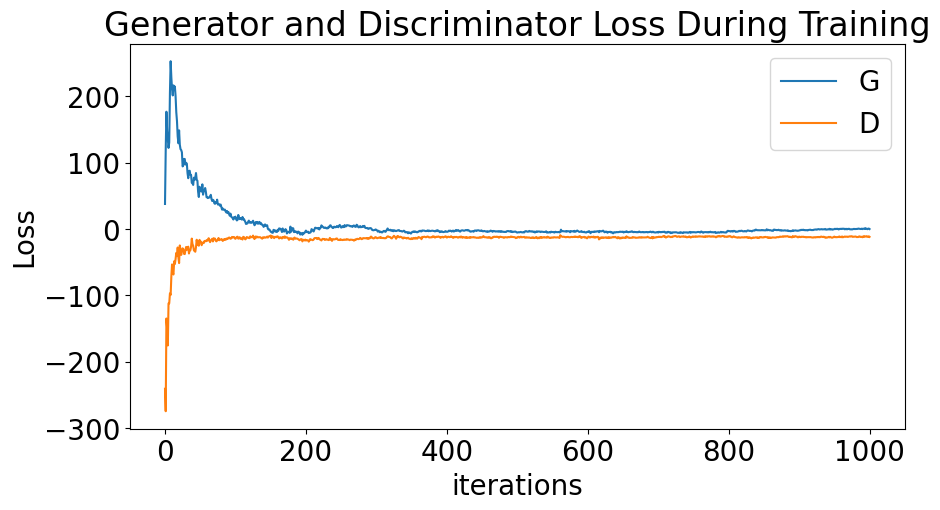 Generator and Discriminator Loss During Training
G
D
200
100
0
−100
−200
−300
Loss
0 200 400 600 800 1000
iterations